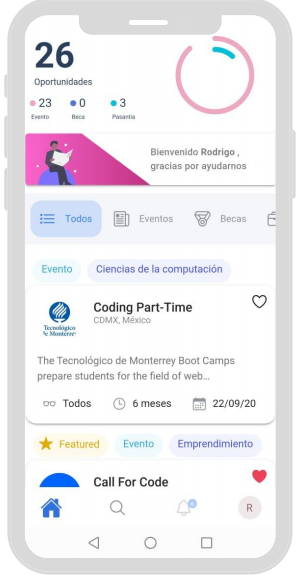 26
Oportunidades
23 0 3
Evento Beca Pasantía
Bienvenido Rodrigo ,
gracias por ayudarnos
Todos Eventos Becas
Evento Ciencias de la computación
Coding Part-Time
CDMX, México
Tecnológico
de Monterrey
The Tecnológico de Monterrey Boot Camps
prepare students for the field of web...
Todos 6 meses 22/09/20
Featured Evento Emprendimiento
Call For Code
R